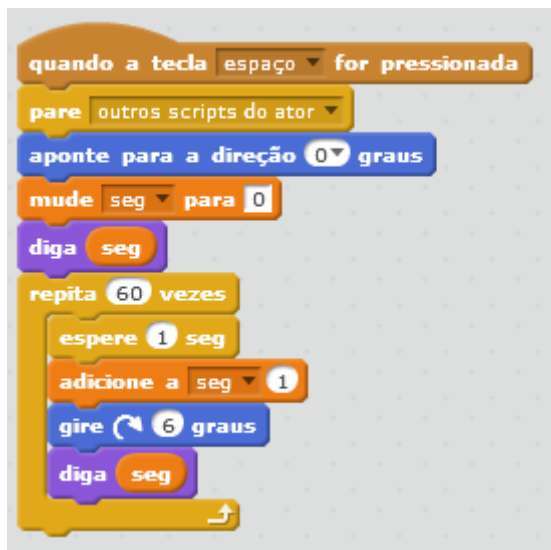 quando a tecla espaço for pressionada
pare outros scripts do ator
aponte para a direção 0 graus
mude seg para 0
diga seg
repita 60 vezes
espere 1 seg
adicione a seg 1
gire 6 graus
diga seg